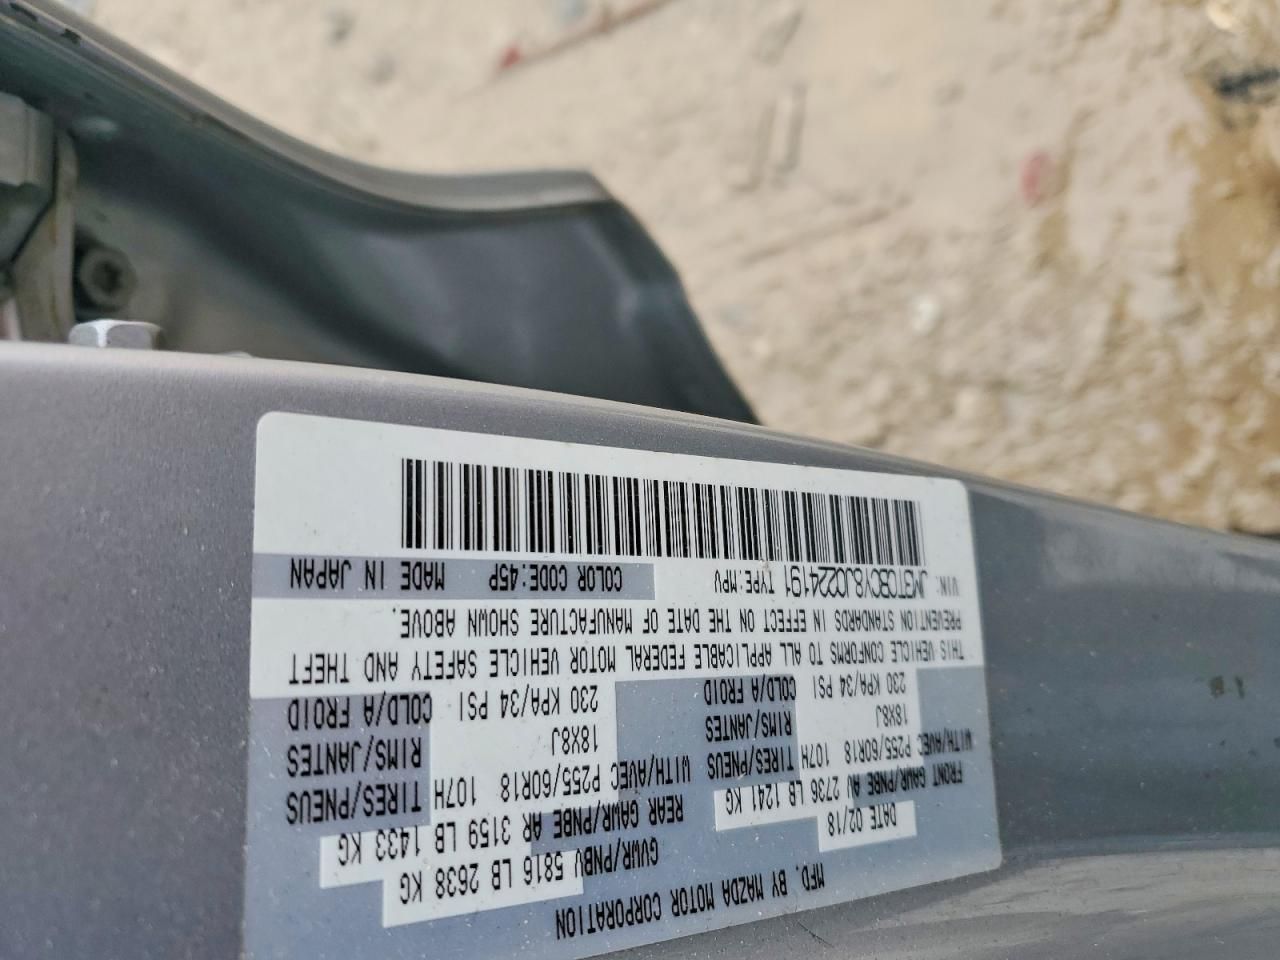 MFD. BY MAZDA MOTOR CORPORATION
DATE 02/18 GVWR/PNBV 5816 LB 2638 KG
FRONT GAWR/PNBE AV 2736 LB 1241 KG REAR GAWR/PNBE AR 3159 LB 1433 KG
WITH/AVEC P255/60R18 107H TIRES/PNEUS WITH/AVEC P255/60R18 107H TIRES/PNEUS
18X8J RIMS/JANTES 18X8J RIMS/JANTES
230 KPA/34 PSI COLD/A FROID 230 KPA/34 PSI COLD/A FROID
THIS VEHICLE CONFORMS TO ALL APPLICABLE FEDERAL MOTOR VEHICLE SAFETY AND THEFT
PREVENTION STANDARDS IN EFFECT ON THE DATE OF MANUFACTURE SHOWN ABOVE.
VIN: JM3TCBCY8J0224191 TYPE:MPV COLOR CODE:45P MADE IN JAPAN